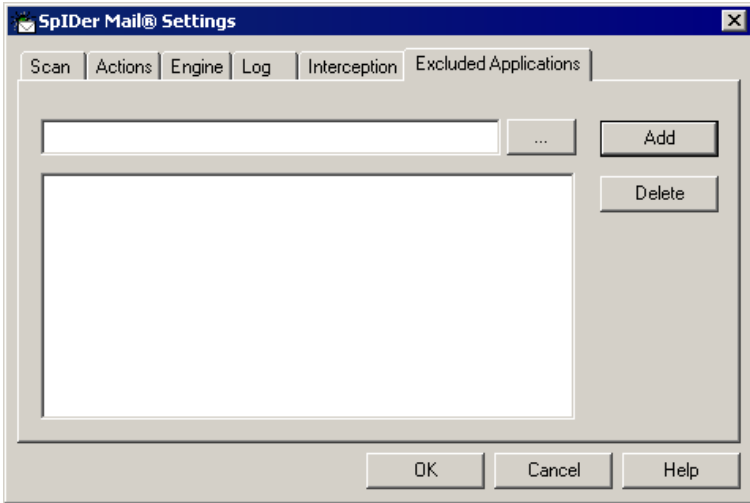 SpIDer Mail® Settings
Scan Actions Engine Log Interception Excluded Applications
... Add
Delete
OK Cancel Help